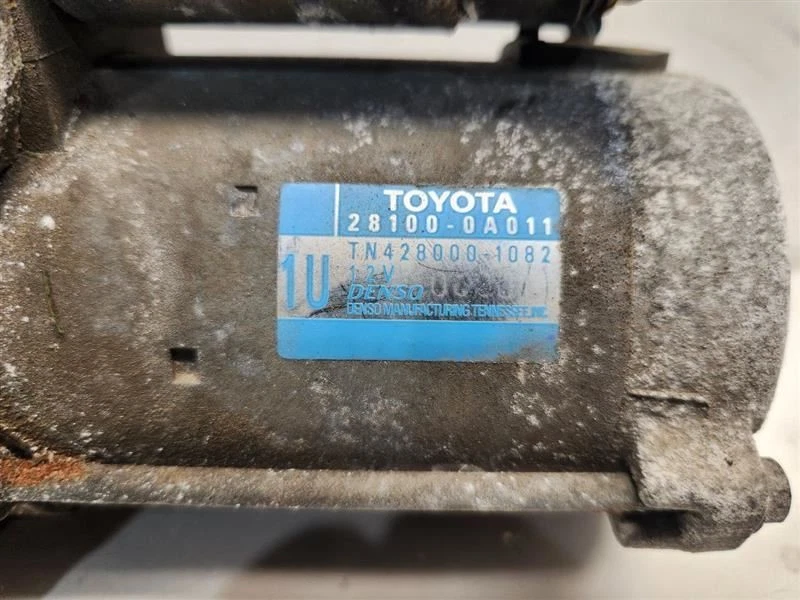 TOYOTA
28100-0A011
TN428000-1082
1U
12V
DENSO
DENSO MANUFACTURING TENNESSEE, INC.